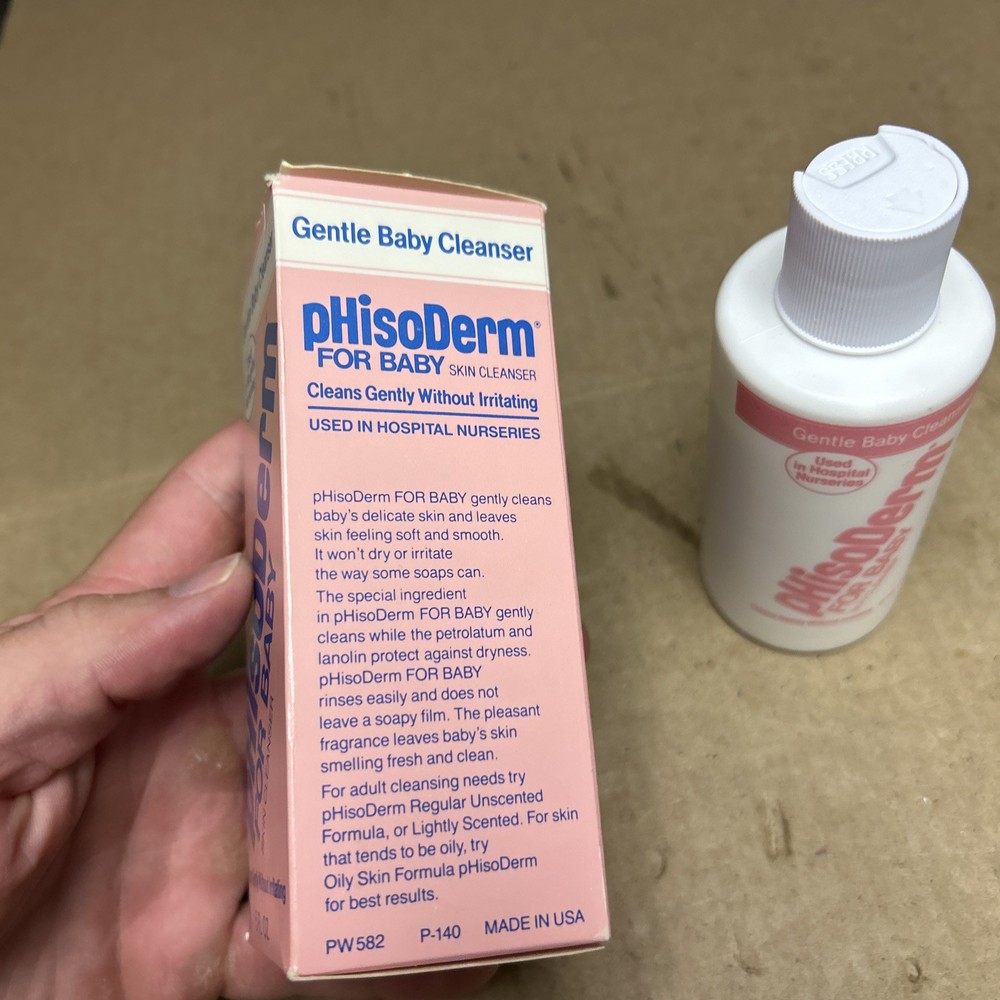 Gentle Baby Cleanser
pHisoDerm®
FOR BABY SKIN CLEANSER
Cleans Gently Without Irritating
USED IN HOSPITAL NURSERIES
pHisoDerm FOR BABY gently cleans
baby's delicate skin and leaves
skin feeling soft and smooth.
It won't dry or irritate
the way some soaps can.
The special ingredient
in pHisoDerm FOR BABY gently
cleans while the petrolatum and
lanolin protect against dryness.
pHisoDerm FOR BABY
rinses easily and does not
leave a soapy film. The pleasant
fragrance leaves baby's skin
smelling fresh and clean.
For adult cleansing needs try
pHisoDerm Regular Unscented
Formula, or Lightly Scented. For skin
that tends to be oily, try
Oily Skin Formula pHisoDerm
for best results.
PW582 P-140 MADE IN USA
pHisoDerm
FOR BABY
SKIN CLEANSER
PRESS
Gentle Baby Cleanser
Used
in Hospital
Nurseries
pHisoDerm
FOR BABY